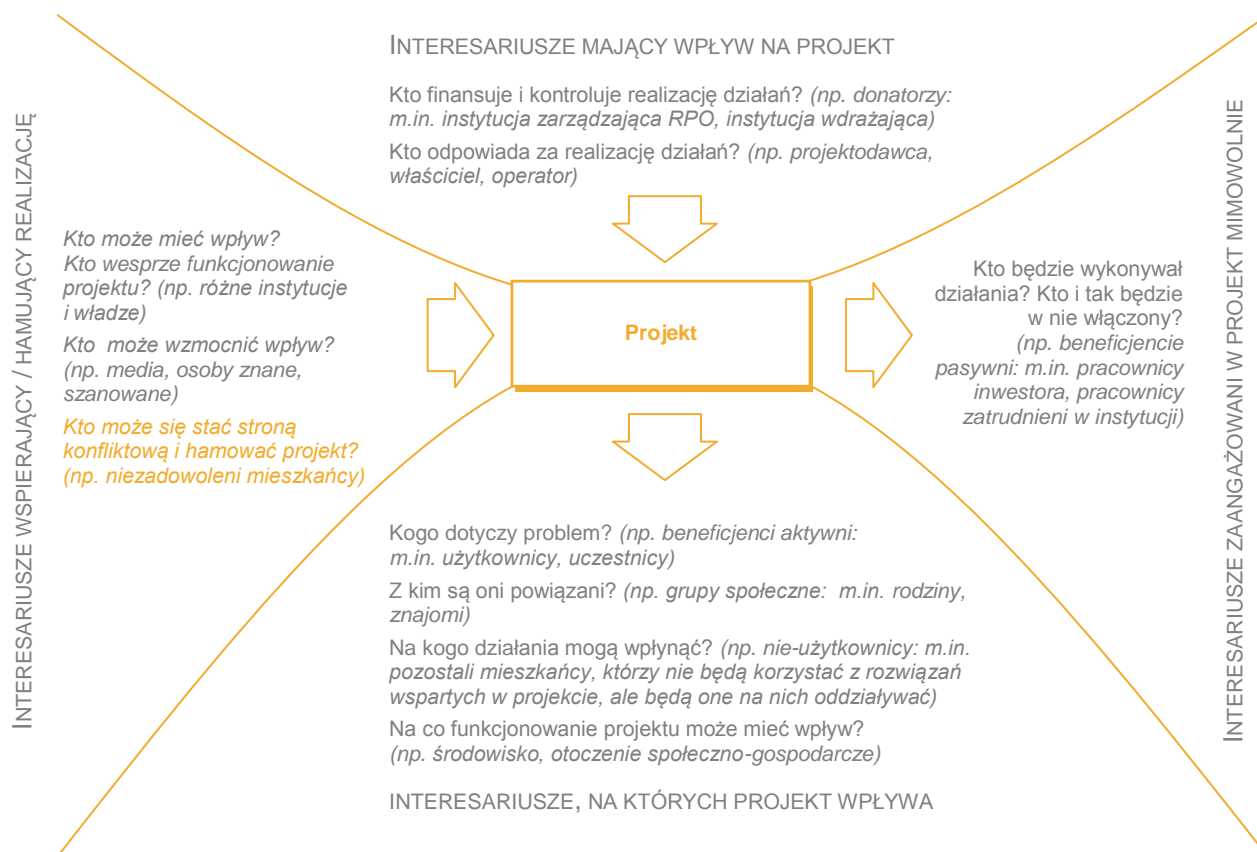 INTERESARIUSZE MAJĄCY WPŁYW NA PROJEKT
Kto finansuje i kontroluje realizację działań? (np. donatorzy:
m.in. instytucja zarządzająca RPO, instytucja wdrażająca)
Kto odpowiada za realizację działań? (np. projektodawca,
właściciel, operator)
INTERESARIUSZE WSPIERAJĄCY / HAMUJĄCY REALIZACJĘ
Kto może mieć wpływ?
Kto wesprze funkcjonowanie
projektu? (np. różne instytucje
i władze)
Kto może wzmocnić wpływ?
(np. media, osoby znane,
szanowane)
Kto może się stać stroną
konfliktową i hamować projekt?
(np. niezadowoleni mieszkańcy)
Projekt
Kto będzie wykonywał
działania? Kto i tak będzie
w nie włączony?
(np. beneficjencie
pasywni: m.in. pracownicy
inwestora, pracownicy
zatrudnieni w instytucji)
INTERESARIUSZE ZAANGAŻOWANI W PROJEKT MIMOWOLNIE
Kogo dotyczy problem? (np. beneficjenci aktywni:
m.in. użytkownicy, uczestnicy)
Z kim są oni powiązani? (np. grupy społeczne: m.in. rodziny,
znajomi)
Na kogo działania mogą wpłynąć? (np. nie-użytkownicy: m.in.
pozostali mieszkańcy, którzy nie będą korzystać z rozwiązań
wspartych w projekcie, ale będą one na nich oddziaływać)
Na co funkcjonowanie projektu może mieć wpływ?
(np. środowisko, otoczenie społeczno-gospodarcze)
INTERESARIUSZE, NA KTÓRYCH PROJEKT WPŁYWA